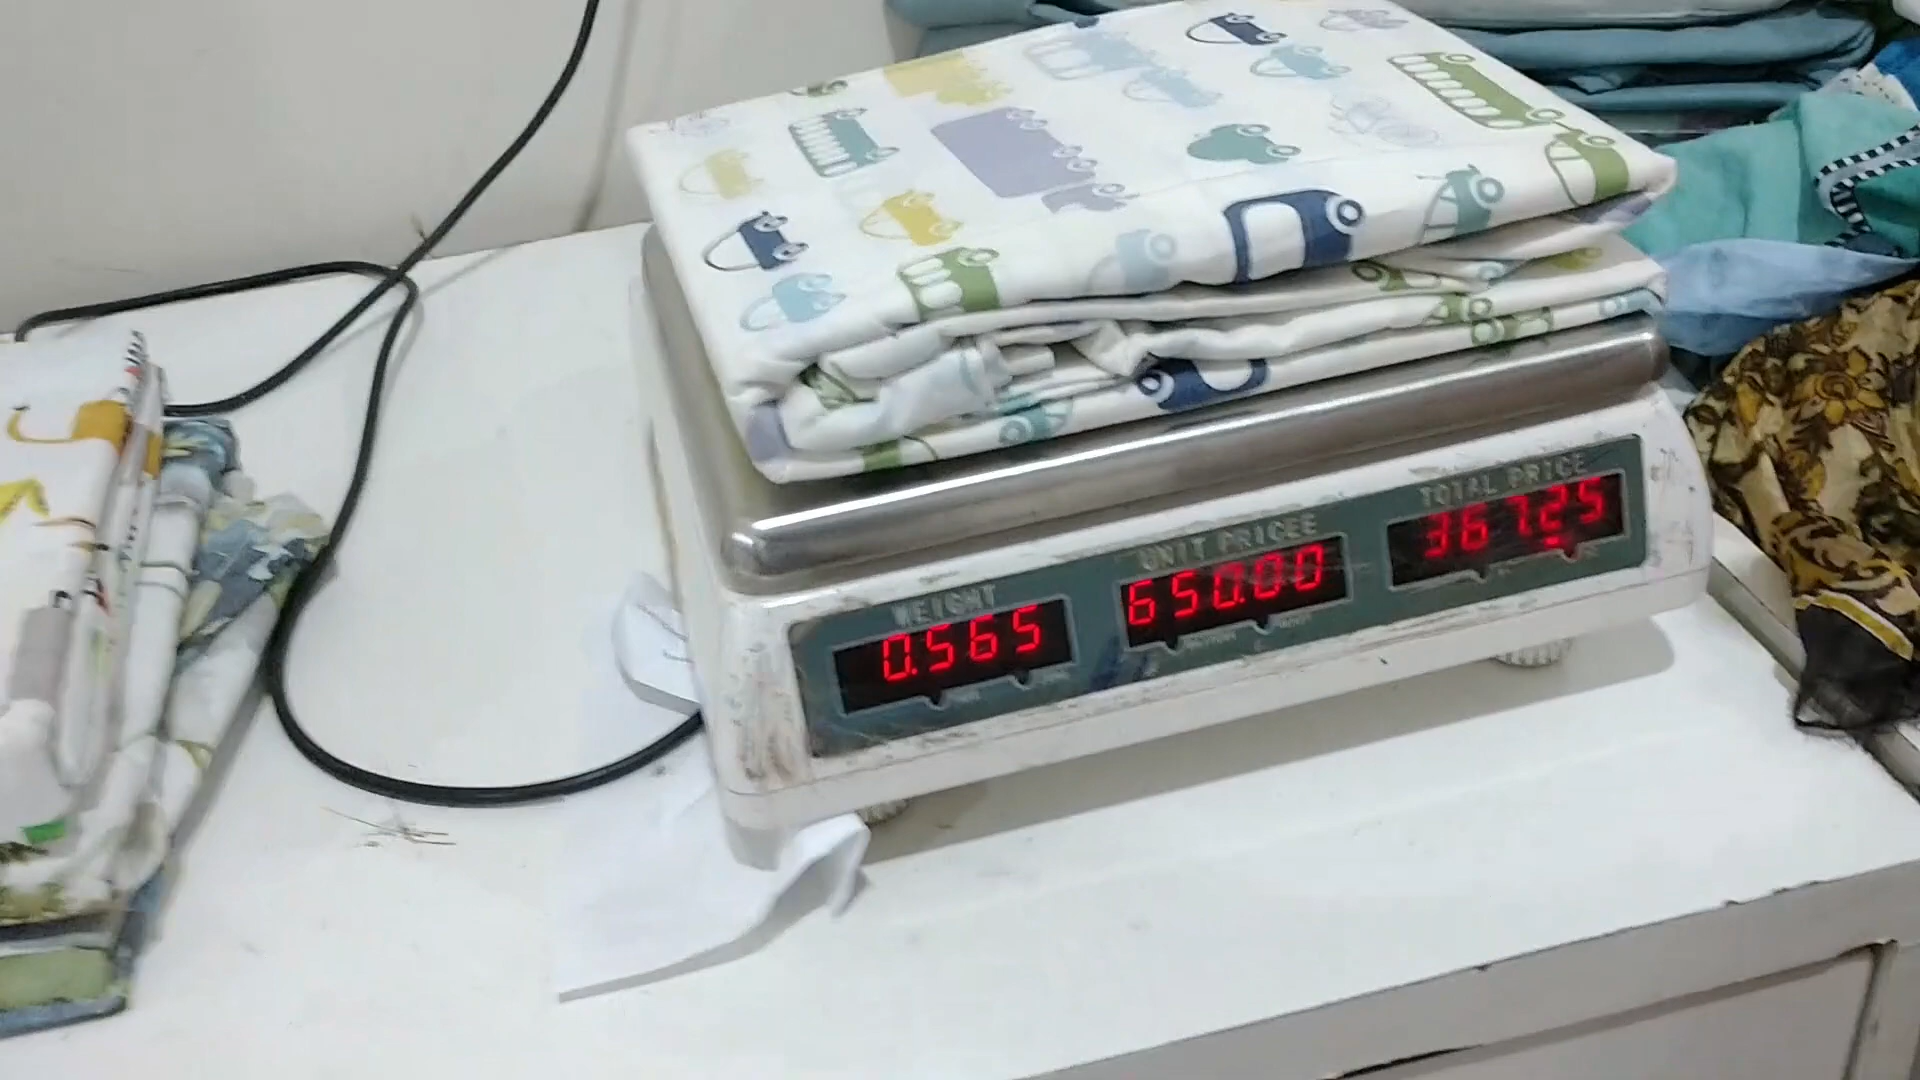 WEIGHT
0.565
UNIT PRICEE
650.00
TOTAL PRICE
367.25